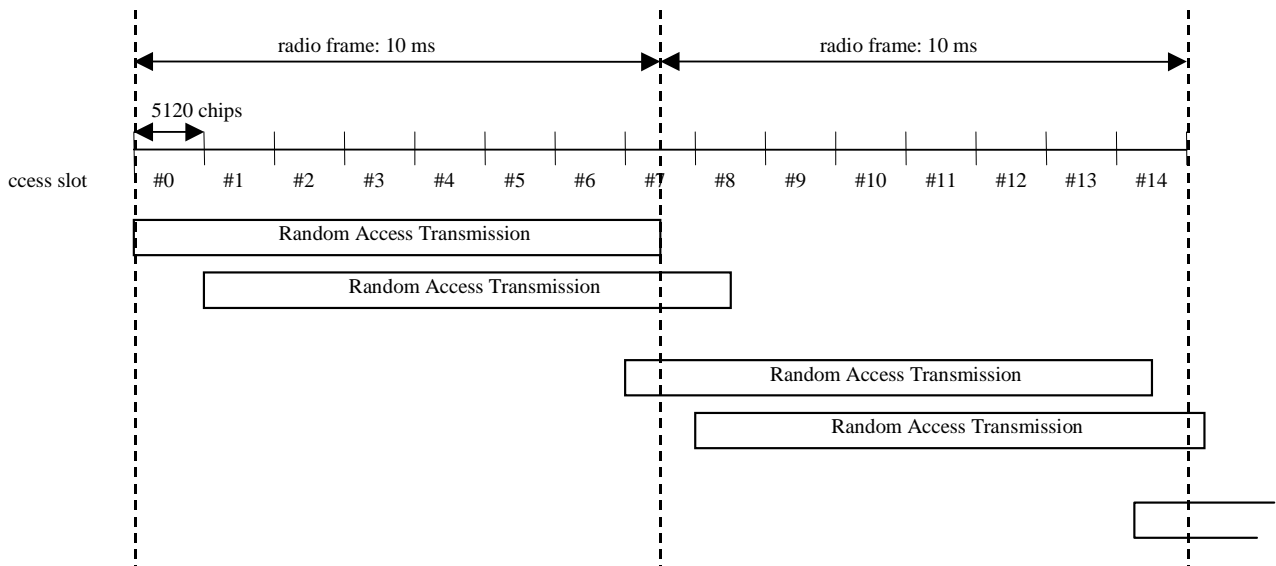 radio frame: 10 ms radio frame: 10 ms
5120 chips
ccess slot #0 #1 #2 #3 #4 #5 #6 #7 #8 #9 #10 #11 #12 #13 #14
Random Access Transmission
Random Access Transmission
Random Access Transmission
Random Access Transmission